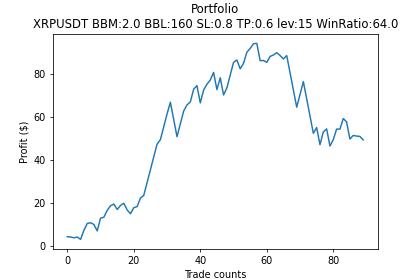 Portfolio
XRPUSDT BBM:2.0 BBL:160 SL:0.8 TP:0.6 lev:15 WinRatio:64.0
Profit ($)
80
60
40
20
0
0 20 40 60 80
Trade counts